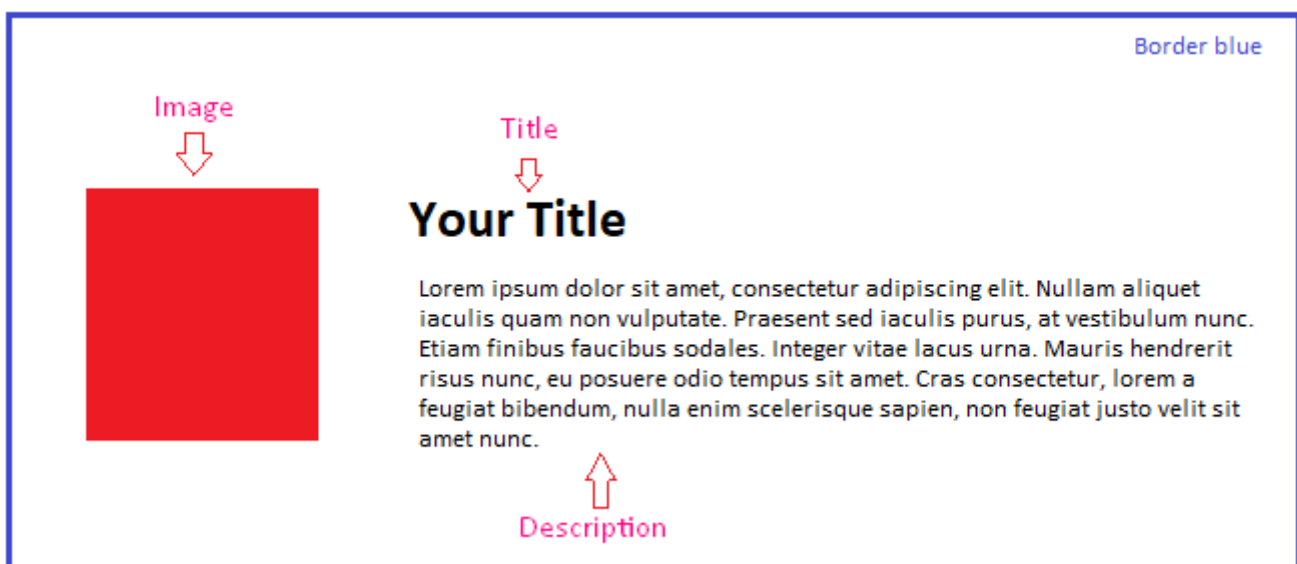 Border blue
Image
Title
Your Title
Lorem ipsum dolor sit amet, consectetur adipiscing elit. Nullam aliquet
iaculis quam non vulputate. Praesent sed iaculis purus, at vestibulum nunc.
Etiam finibus faucibus sodales. Integer vitae lacus urna. Mauris hendrerit
risus nunc, eu posuere odio tempus sit amet. Cras consectetur, lorem a
feugiat bibendum, nulla enim scelerisque sapien, non feugiat justo velit sit
amet nunc.
Description